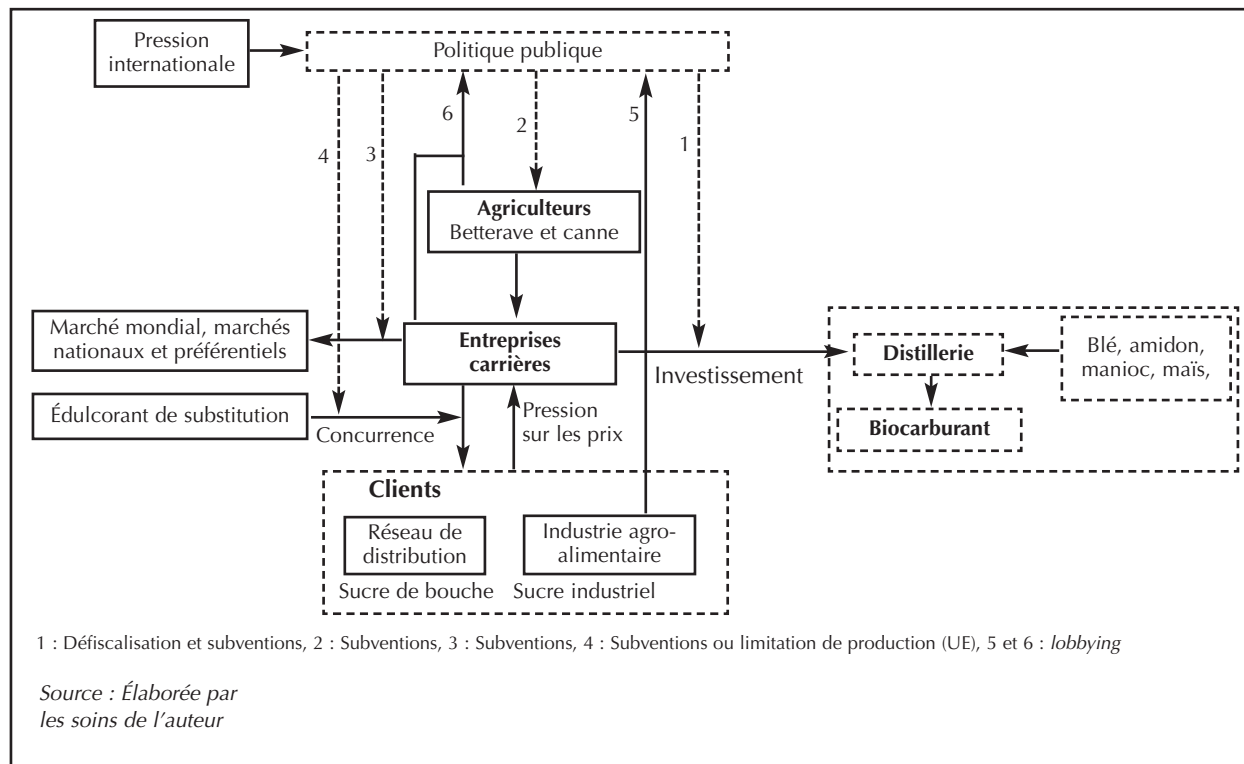 Pression
internationale
Politique publique
6
2
5
1
4
3
Agriculteurs
Betterave et canne
Marché mondial, marchés
nationaux et préférentiels
Entreprises
carrières
Investissement
Distillerie
Blé, amidon,
manioc, maïs,
Biocarburant
Édulcorant de substitution
Concurrence
Pression
sur les prix
Clients
Réseau de
distribution
Industrie agro-
alimentaire
Sucre de bouche
Sucre industriel
1 : Défiscalisation et subventions, 2 : Subventions, 3 : Subventions, 4 : Subventions ou limitation de production (UE), 5 et 6 : lobbying
Source : Élaborée par
les soins de l'auteur